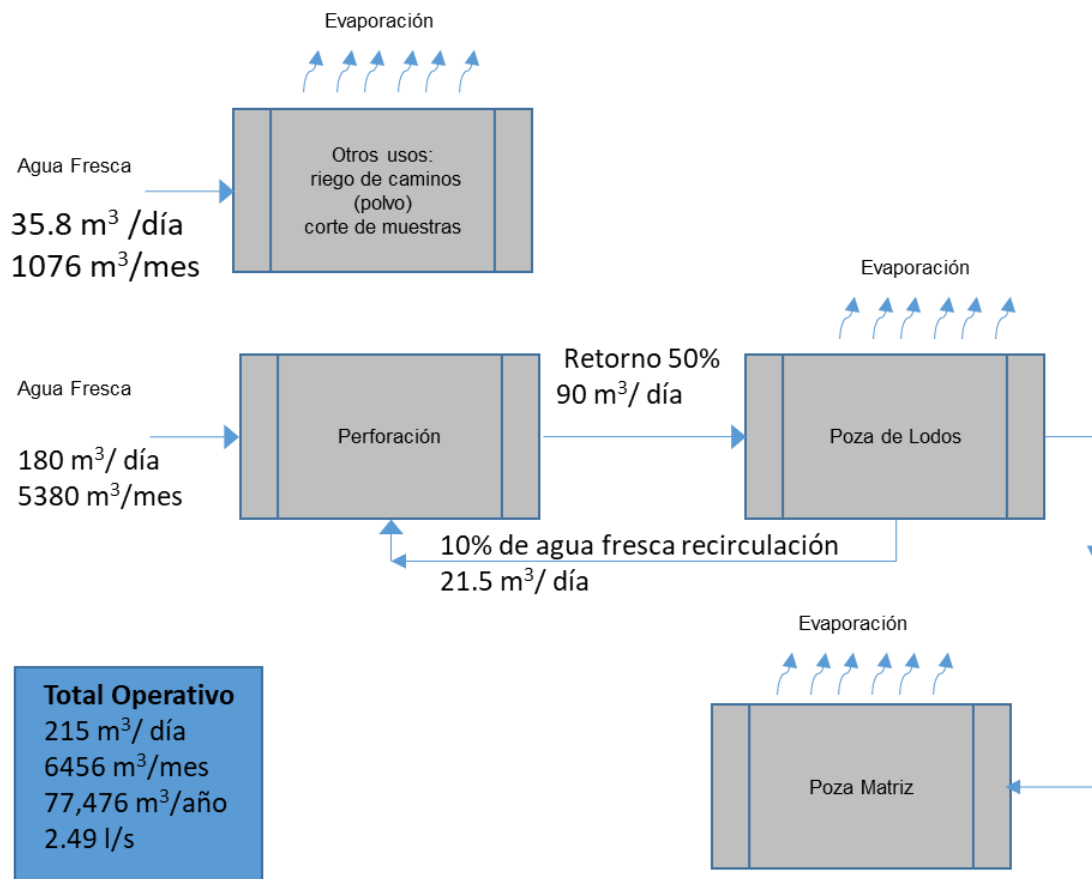 Evaporación
Agua Fresca
35.8 m³ /día
1076 m³/mes
Otros usos:
riego de caminos
(polvo)
corte de muestras
Evaporación
Agua Fresca
180 m³/ día
5380 m³/mes
Perforación
Retorno 50%
90 m³/ día
Poza de Lodos
10% de agua fresca recirculación
21.5 m³/ día
Evaporación
Poza Matriz
Total Operativo
215 m³/ día
6456 m³/mes
77,476 m³/año
2.49 l/s